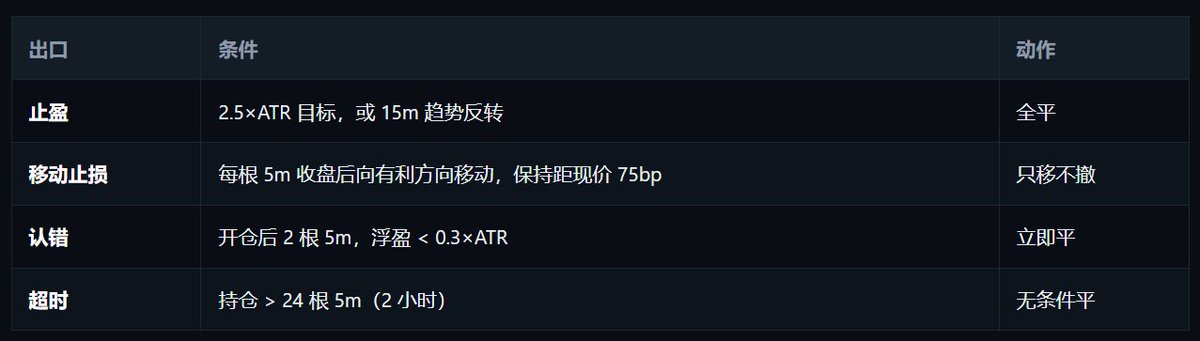 出口 条件 动作
止盈 2.5×ATR 目标，或 15m 趋势反转 全平
移动止损 每根 5m 收盘后向有利方向移动，保持距现价 75bp 只移不撤
认错 开仓后 2 根 5m，浮盈 < 0.3×ATR 立即平
超时 持仓 > 24 根 5m（2 小时） 无条件平